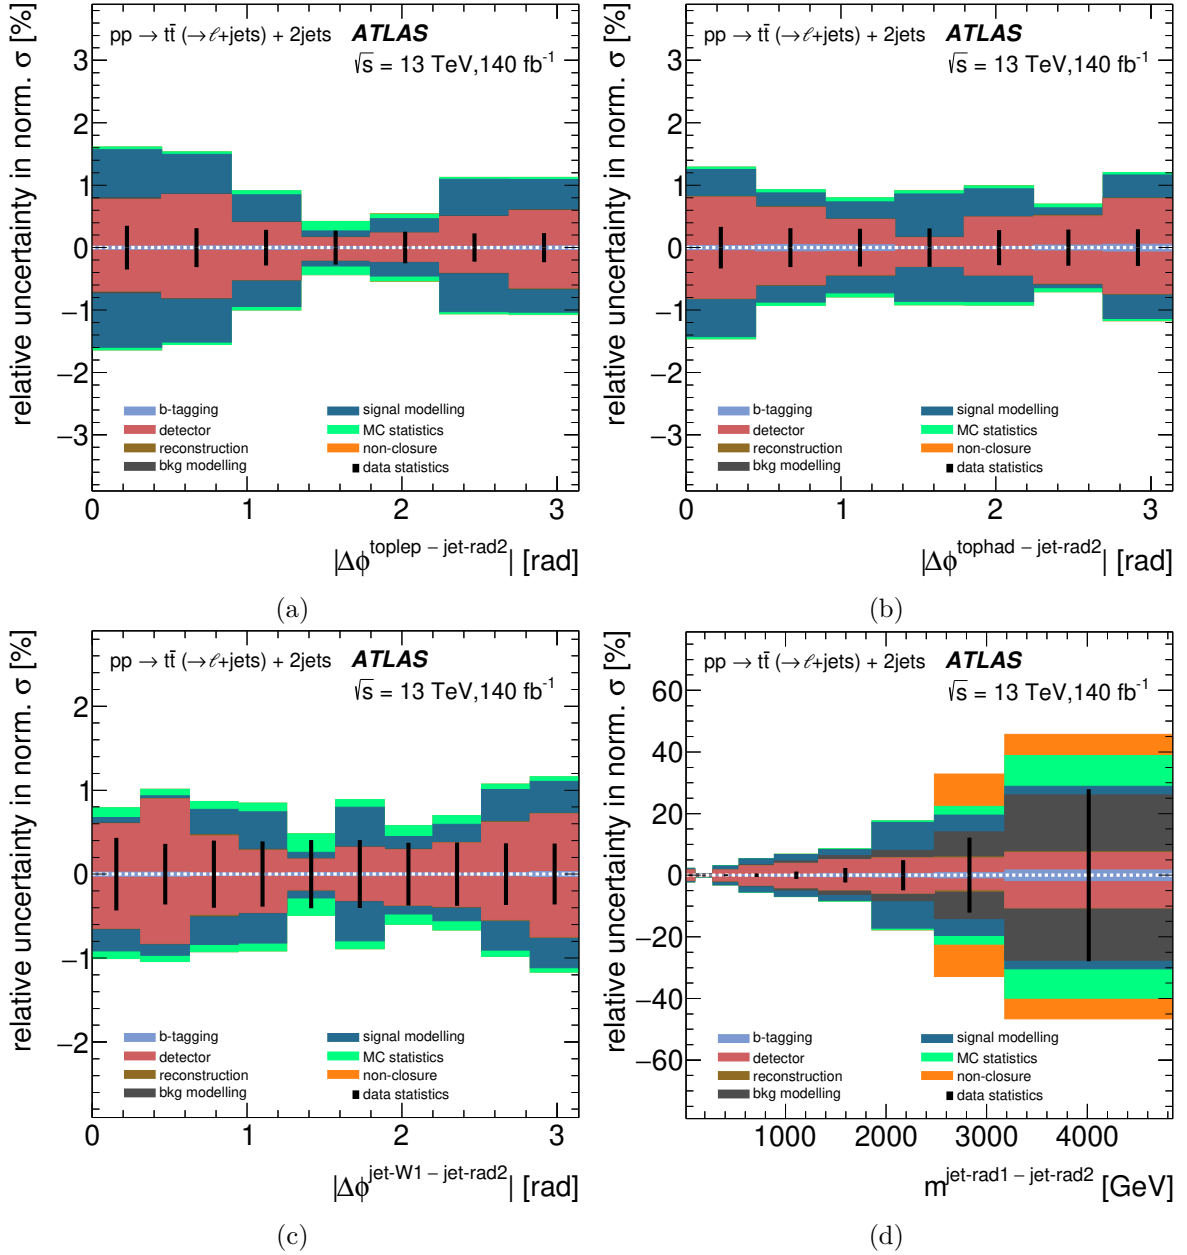 relative uncertainty in norm. σ [%]
pp → tt̄ (→ℓ+jets) + 2jets ATLAS
√s = 13 TeV,140 fb⁻¹
3
2
1
0
−1
−2
−3
b-tagging
detector
reconstruction
bkg modelling
signal modelling
MC statistics
non-closure
data statistics
0 1 2 3
|Δϕ^{toplep − jet-rad2}| [rad]
(a)
relative uncertainty in norm. σ [%]
pp → tt̄ (→ℓ+jets) + 2jets ATLAS
√s = 13 TeV,140 fb⁻¹
3
2
1
0
−1
−2
−3
b-tagging
detector
reconstruction
bkg modelling
signal modelling
MC statistics
non-closure
data statistics
0 1 2 3
|Δϕ^{tophad − jet-rad2}| [rad]
(b)
relative uncertainty in norm. σ [%]
pp → tt̄ (→ℓ+jets) + 2jets ATLAS
√s = 13 TeV,140 fb⁻¹
2
1
0
−1
−2
b-tagging
detector
reconstruction
bkg modelling
signal modelling
MC statistics
non-closure
data statistics
0 1 2 3
|Δϕ^{jet-W1 − jet-rad2}| [rad]
(c)
relative uncertainty in norm. σ [%]
pp → tt̄ (→ℓ+jets) + 2jets ATLAS
√s = 13 TeV,140 fb⁻¹
60
40
20
0
−20
−40
−60
b-tagging
detector
reconstruction
bkg modelling
signal modelling
MC statistics
non-closure
data statistics
1000 2000 3000 4000
m^{jet-rad1 − jet-rad2} [GeV]
(d)